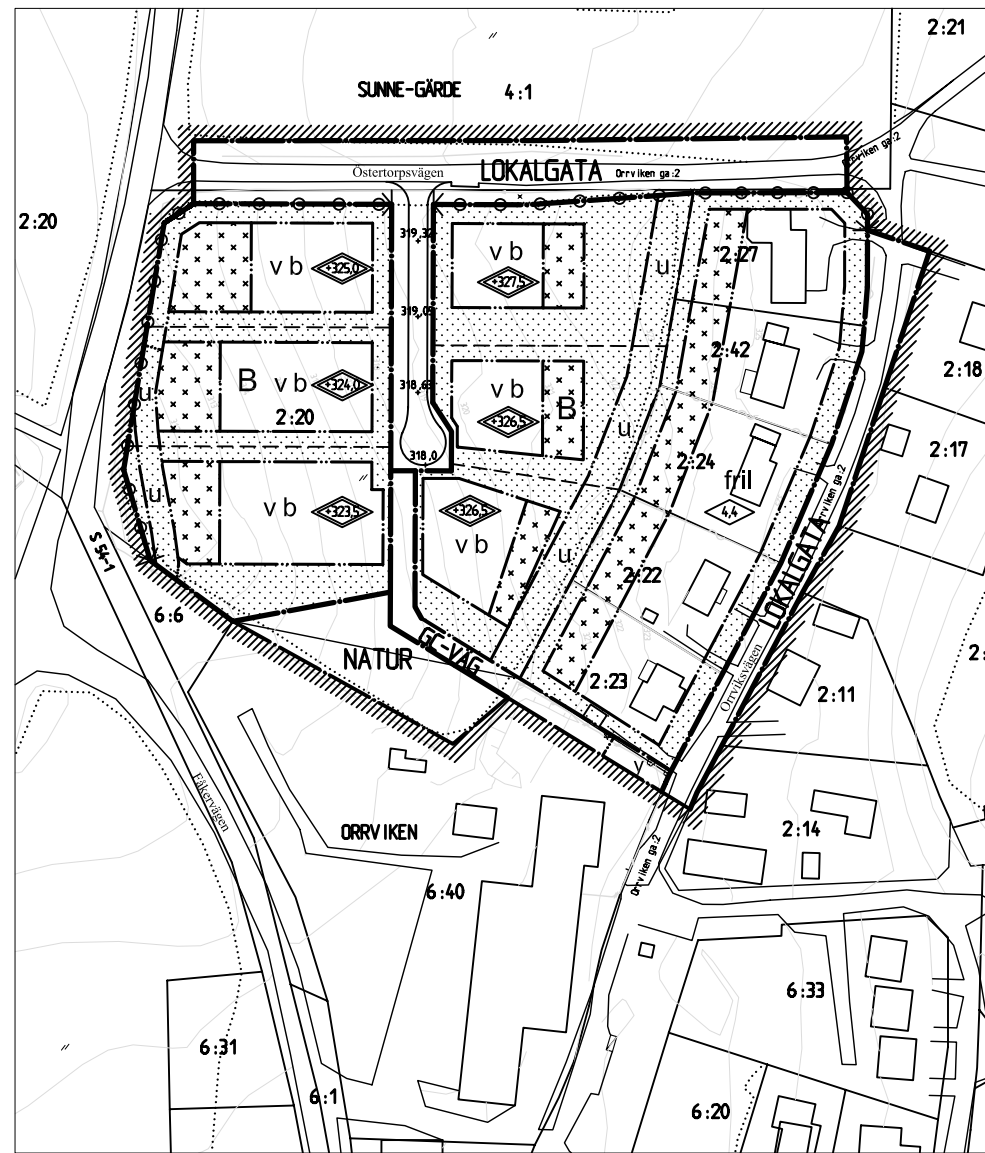 2:21
SUNNE-GÄRDE 4:1
Orrviken ga:2
Östertorpsvägen LOKALGATA Orrviken ga:2
2:20
319,32
v b +325,0
v b +327,5
u
2:27
319,05
2:42
2:18
u B v b +324,0
2:20
318,63
v b +326,5 B
u
2:24
2:17
318,0
fril
4,4
Orrviken ga:2
u
v b +323,5
+326,5
v b
u
LOKALGATA
S 54-1
2:22
6:6
NATUR
GC-VÄG
2:23
Orrviksvägen
2:11
2:
y
Fåkervägen
ORRVIKEN
2:14
Orrviken ga:2
6:40
6:33
6:31
6:1
6:20